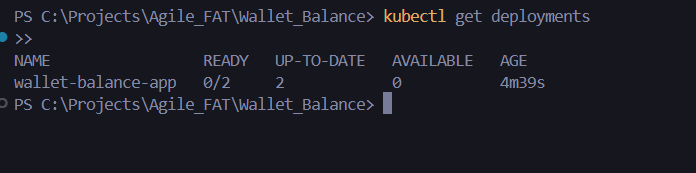 PS C:\Projects\Agile_FAT\Wallet_Balance> kubectl get deployments
>>
NAME READY UP-TO-DATE AVAILABLE AGE
wallet-balance-app 0/2 2 0 4m39s
PS C:\Projects\Agile_FAT\Wallet_Balance>